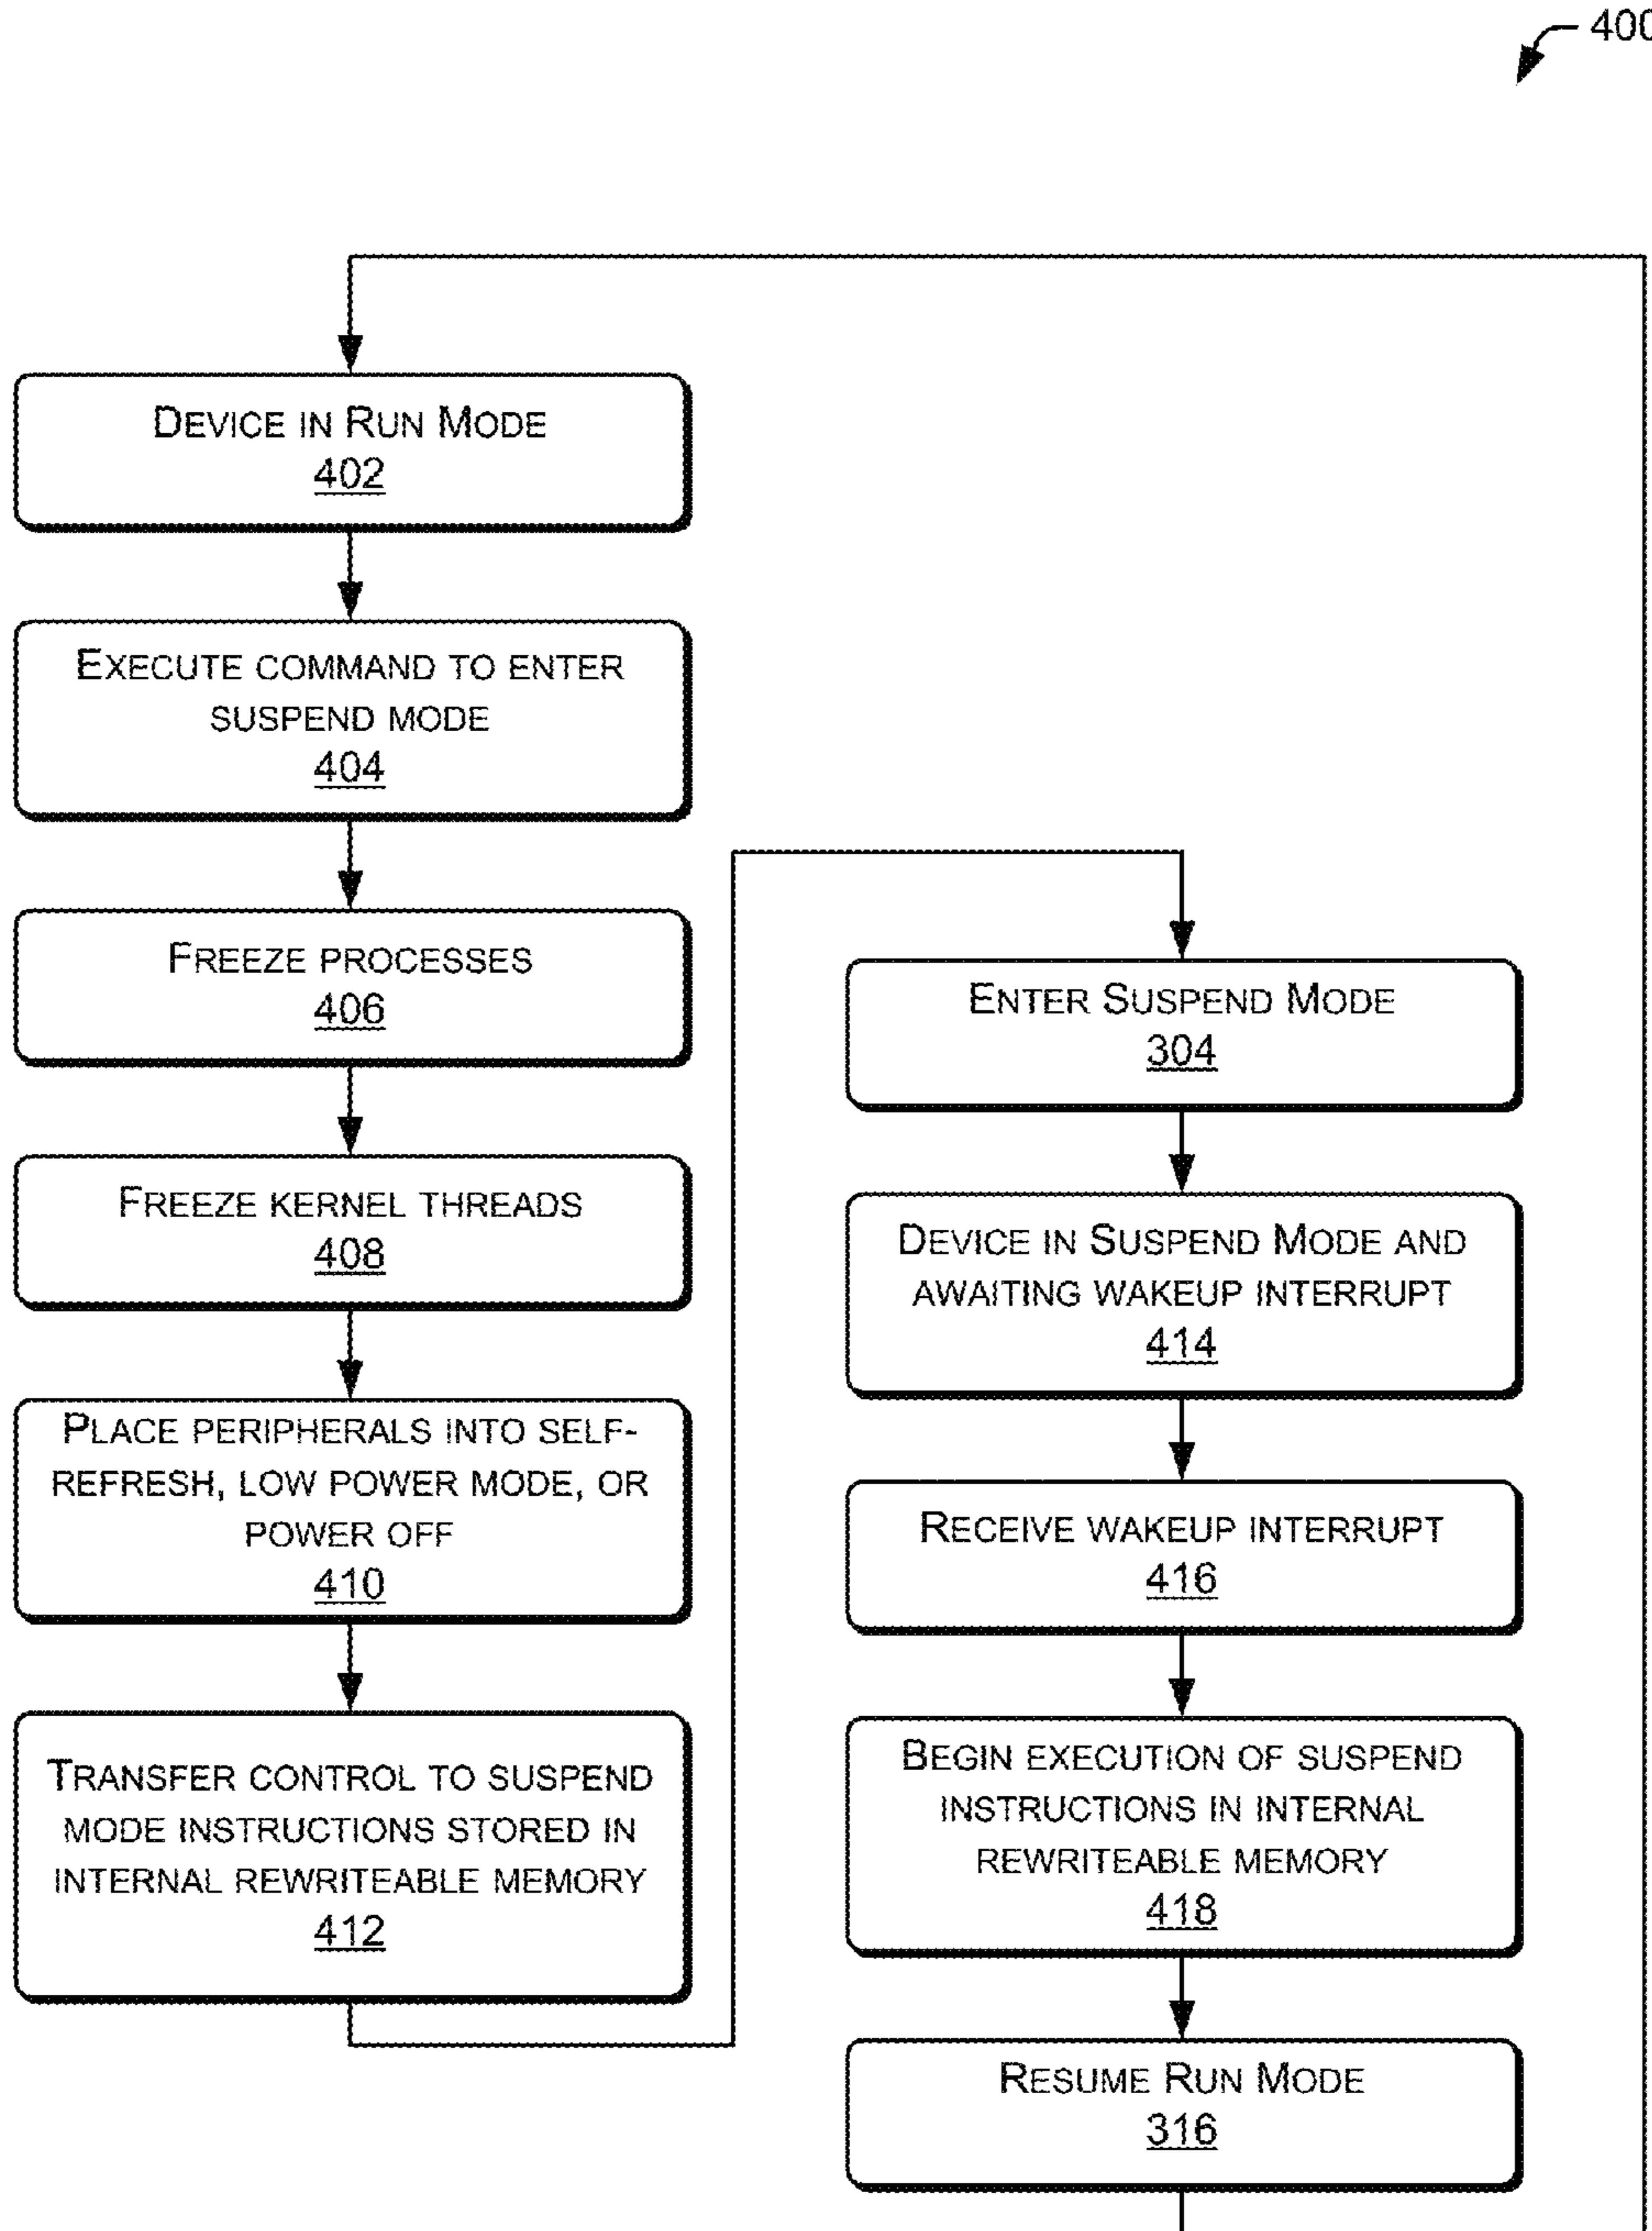 400
DEVICE IN RUN MODE
402
EXECUTE COMMAND TO ENTER
SUSPEND MODE
404
FREEZE PROCESSES
406
FREEZE KERNEL THREADS
408
PLACE PERIPHERALS INTO SELF-
REFRESH, LOW POWER MODE, OR
POWER OFF
410
TRANSFER CONTROL TO SUSPEND
MODE INSTRUCTIONS STORED IN
INTERNAL REWRITEABLE MEMORY
412
ENTER SUSPEND MODE
304
DEVICE IN SUSPEND MODE AND
AWAITING WAKEUP INTERRUPT
414
RECEIVE WAKEUP INTERRUPT
416
BEGIN EXECUTION OF SUSPEND
INSTRUCTIONS IN INTERNAL
REWRITEABLE MEMORY
418
RESUME RUN MODE
316